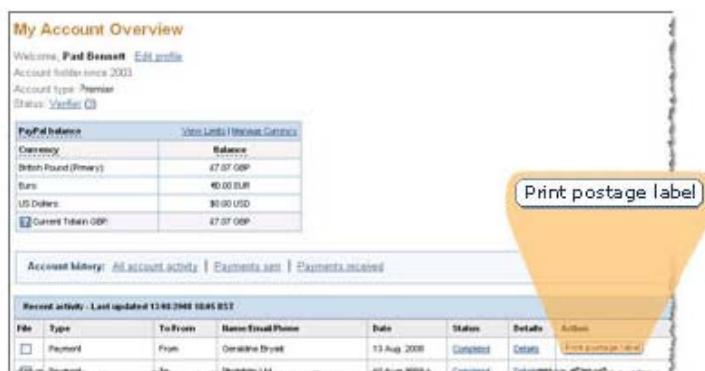 My Account Overview
Welcome, Paul Bennett Edit profile
Account holder since 2003
Account type: Premier
Status: Verified
PayPal balance View Limits | Manage Currency
Currency Balance
British Pound (Primary): £7.07 GBP
Euro: €0.00 EUR
US Dollars: $0.00 USD
Current Total in GBP: £7.07 GBP
Print postage label
Account history: All account activity | Payments sent | Payments received
Recent activity - Last updated
File Type To/From Name/Email/Phone Date Status Details Action
Payment From Geraldine Bryant 13 Aug. 2008 Completed Details Print postage label
Payment To